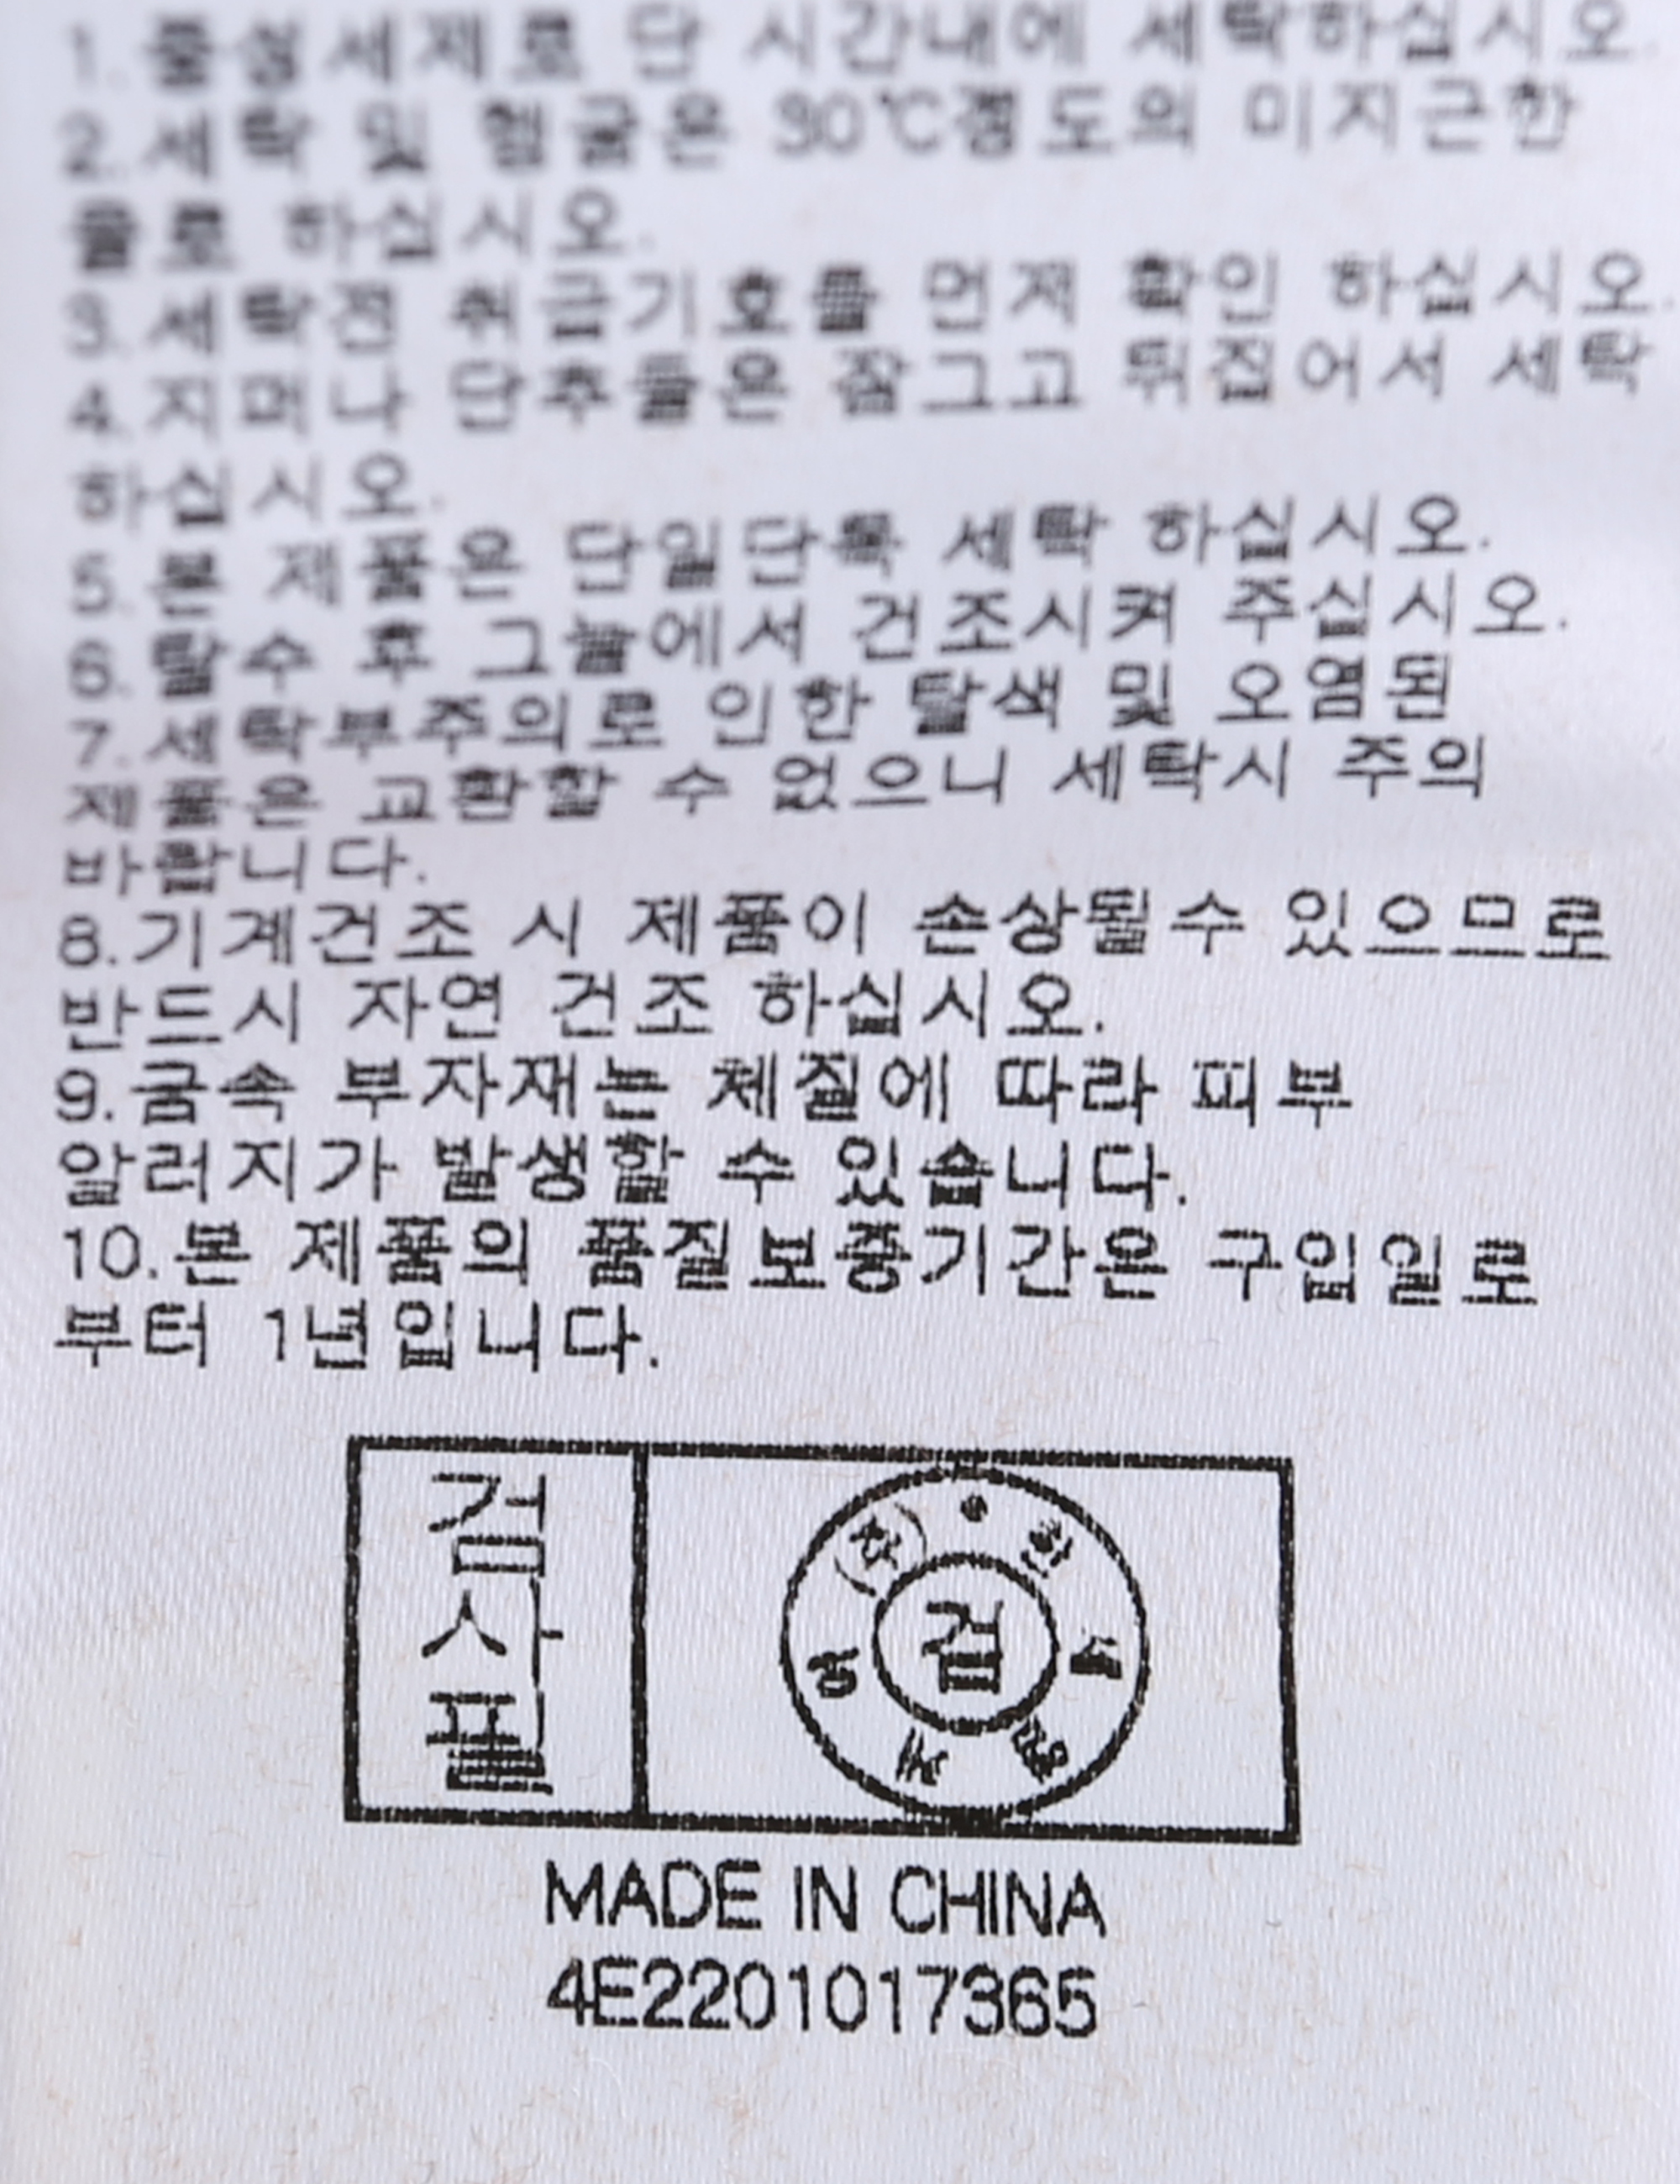 1.중성세제로 단 시간내에 세탁하십시오.
2.세탁 및 헹굼은 30℃정도의 미지근한
물로 하십시오.
3.세탁전 취급기호를 먼저 확인 하십시오.
4.지퍼나 단추들은 잠그고 뒤집어서 세탁
하십시오.
5.본 제품은 단일단독 세탁 하십시오.
6.탈수 후 그늘에서 건조시켜 주십시오.
7.세탁부주의로 인한 탈색 및 오염된
제품은 교환할 수 없으니 세탁시 주의
바랍니다.
8.기계건조 시 제품이 손상될수 있으므로
반드시 자연 건조 하십시오.
9.금속 부자재는 체질에 따라 피부
알러지가 발생할 수 있습니다.
10.본 제품의 품질보증기간은 구입일로
부터 1년입니다.
검
사
필
검
MADE IN CHINA
4E2201017365